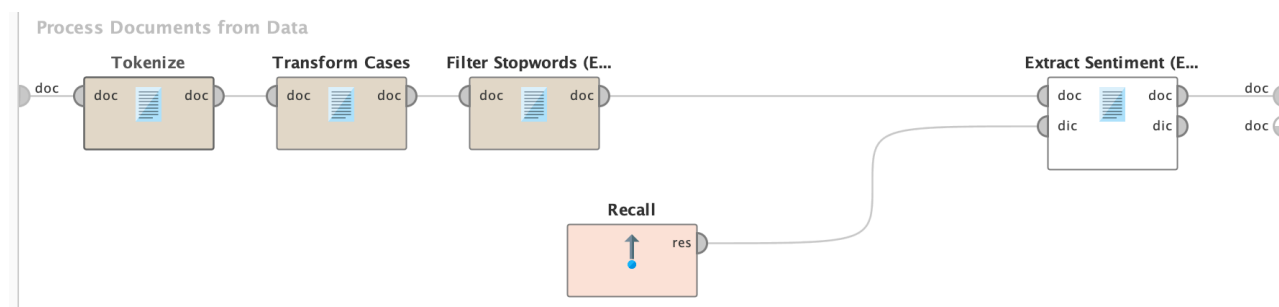 Process Documents from Data
Tokenize
Transform Cases
Filter Stopwords (E...
Extract Sentiment (E...
doc
doc
doc
doc
doc
doc
doc
doc
doc
doc
dic
dic
doc
Recall
res